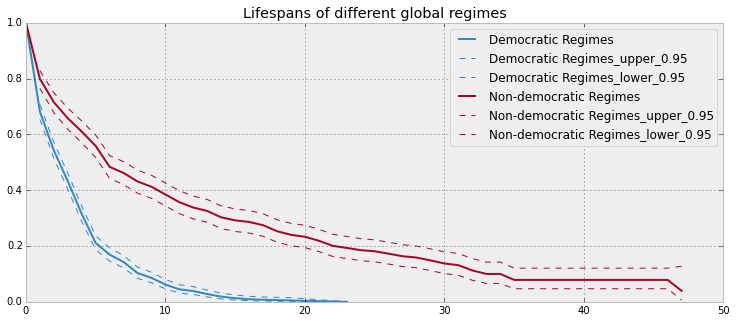 Lifespans of different global regimes
1.0
0.8
0.6
0.4
0.2
0.0
0 10 20 30 40 50
Democratic Regimes
Democratic Regimes_upper_0.95
Democratic Regimes_lower_0.95
Non-democratic Regimes
Non-democratic Regimes_upper_0.95
Non-democratic Regimes_lower_0.95